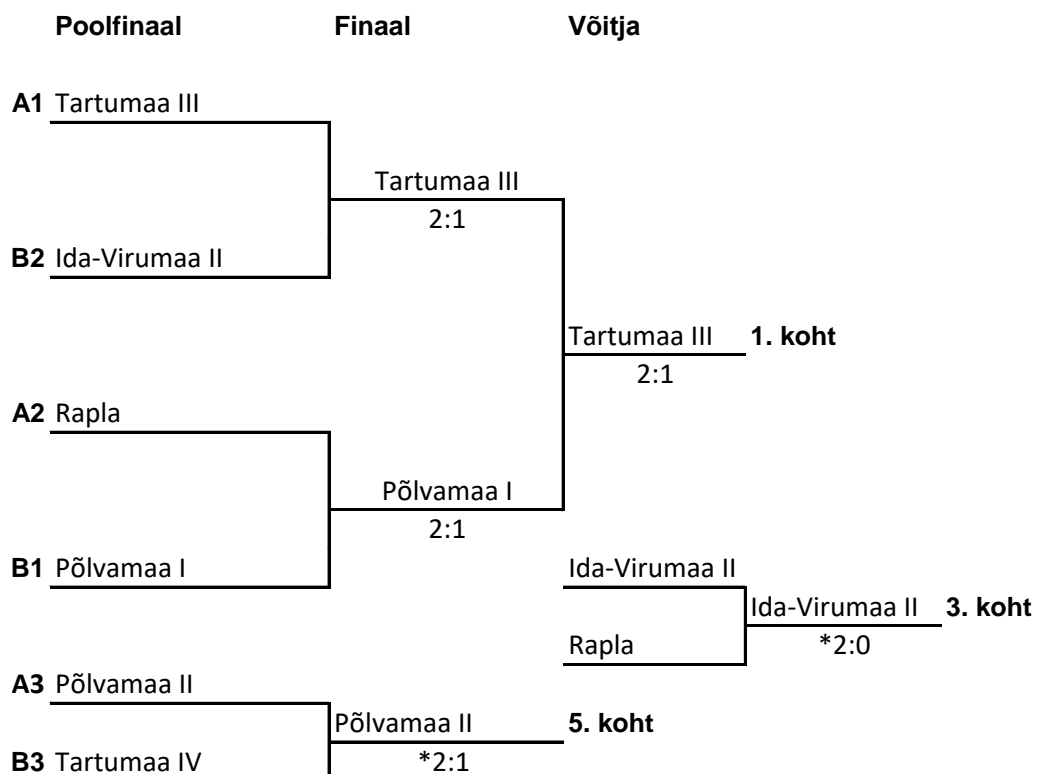 Poolfinaal Finaal Võitja
A1 Tartumaa III
Tartumaa III
2:1
B2 Ida-Virumaa II
Tartumaa III 1. koht
2:1
A2 Rapla
Põlvamaa I
2:1
B1 Põlvamaa I Ida-Virumaa II
Ida-Virumaa II 3. koht
Rapla *2:0
A3 Põlvamaa II
Põlvamaa II 5. koht
B3 Tartumaa IV *2:1